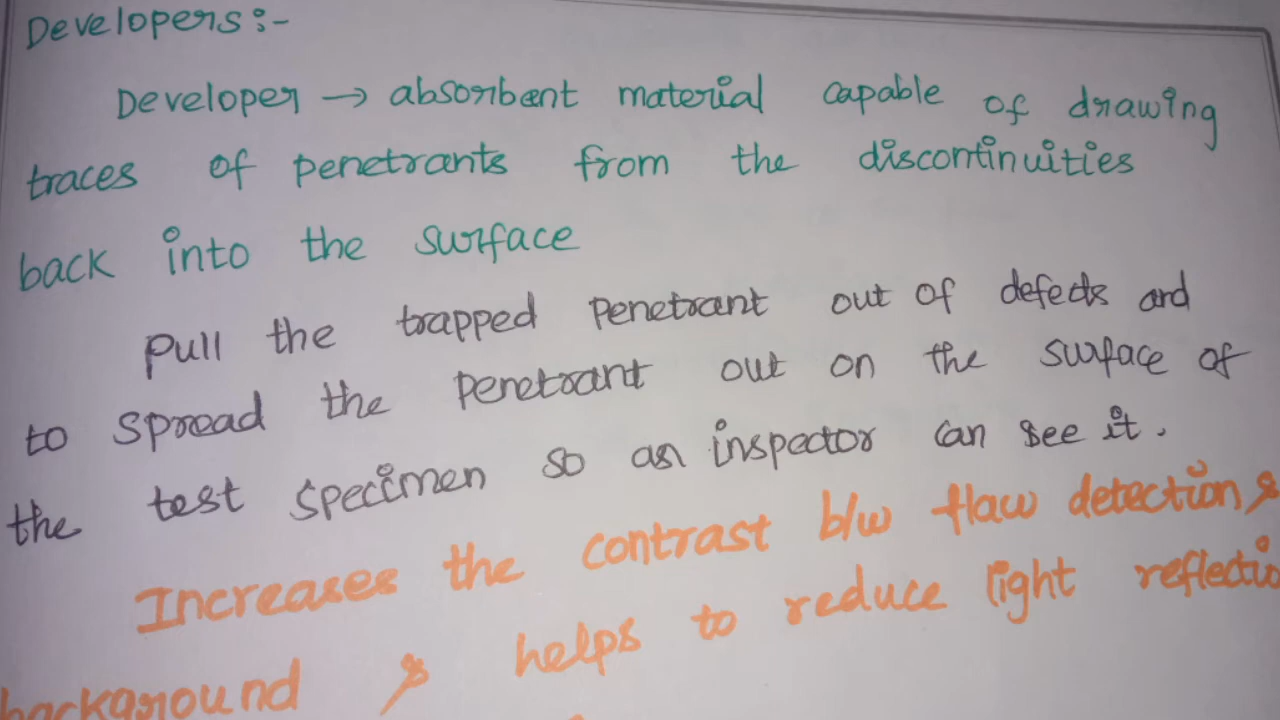 Developers :-
Developer → absorbent material capable of drawing
traces of penetrants from the discontinuities
back into the surface
Pull the trapped penetrant out of defects and
to spread the penetrant out on the surface of
the test specimen so an inspector can see it.
Increases the contrast b/w flaw detection &
background & helps to reduce light reflectio